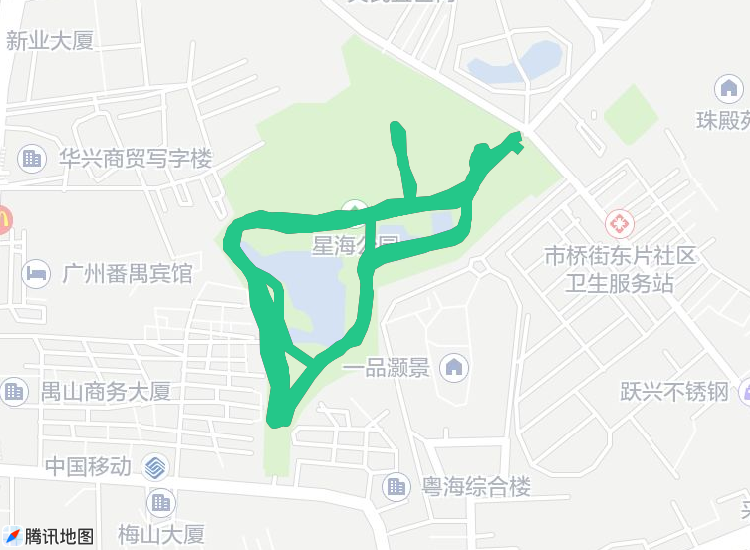 新业大厦
珠殿苑
华兴商贸写字楼
星海公园
市桥街东片社区
卫生服务站
广州番禺宾馆
一品灏景
禺山商务大厦
跃兴不锈钢
中国移动
粤海综合楼
梅山大厦
腾讯地图